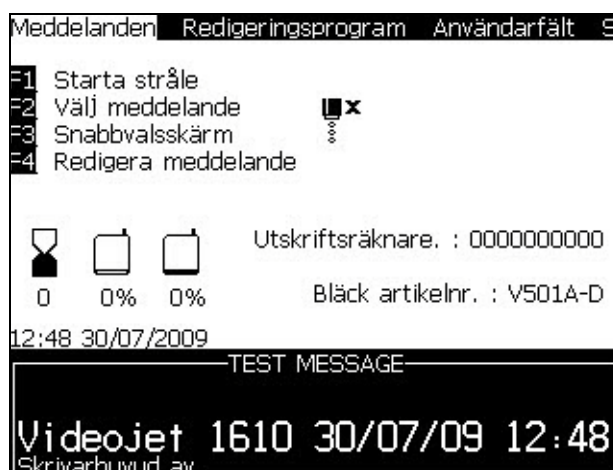 Meddelanden Redigeringsprogram Användarfält S
F1 Starta stråle
F2 Välj meddelande
F3 Snabbvalsskärm
F4 Redigera meddelande
Utskriftsräknare. : 0000000000
0 0% 0%
Bläck artikelnr. : V501A-D
12:48 30/07/2009
TEST MESSAGE
Videojet 1610 30/07/09 12:48
Skrivarhuvud av